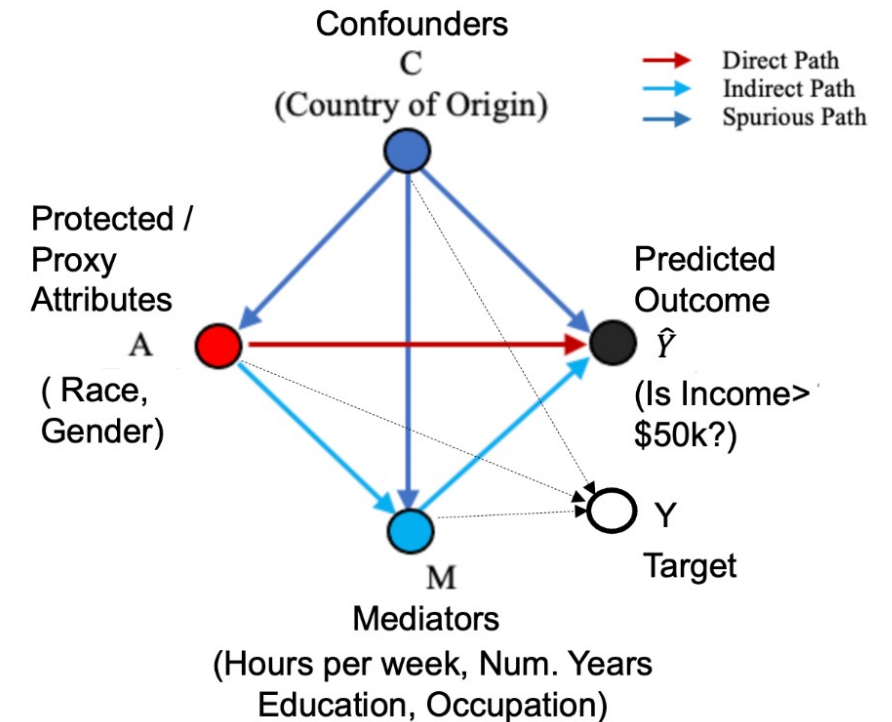 Confounders
C
(Country of Origin)
Direct Path
Indirect Path
Spurious Path
Protected /
Proxy
Attributes
A
( Race,
Gender)
Predicted
Outcome
Ŷ
(Is Income>
$50k?)
Y
Target
M
Mediators
(Hours per week, Num. Years
Education, Occupation)